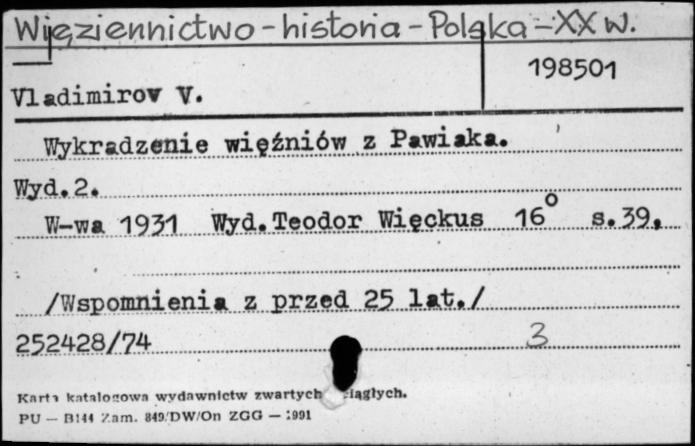 Więziennictwo - historia - Polska - XX w.
198501
Vladimirov V.
Wykradzenie więźniów z Pawiaka.
Wyd.2.
W-wa 1931 Wyd.Teodor Więckus 16° s.39.
/Wspomnienia z przed 25 lat./
252428/74 3
Karta katalogowa wydawnictw zwartych ciągłych.
PU — B144 Zam. 849/DW/On ZGG — 1991